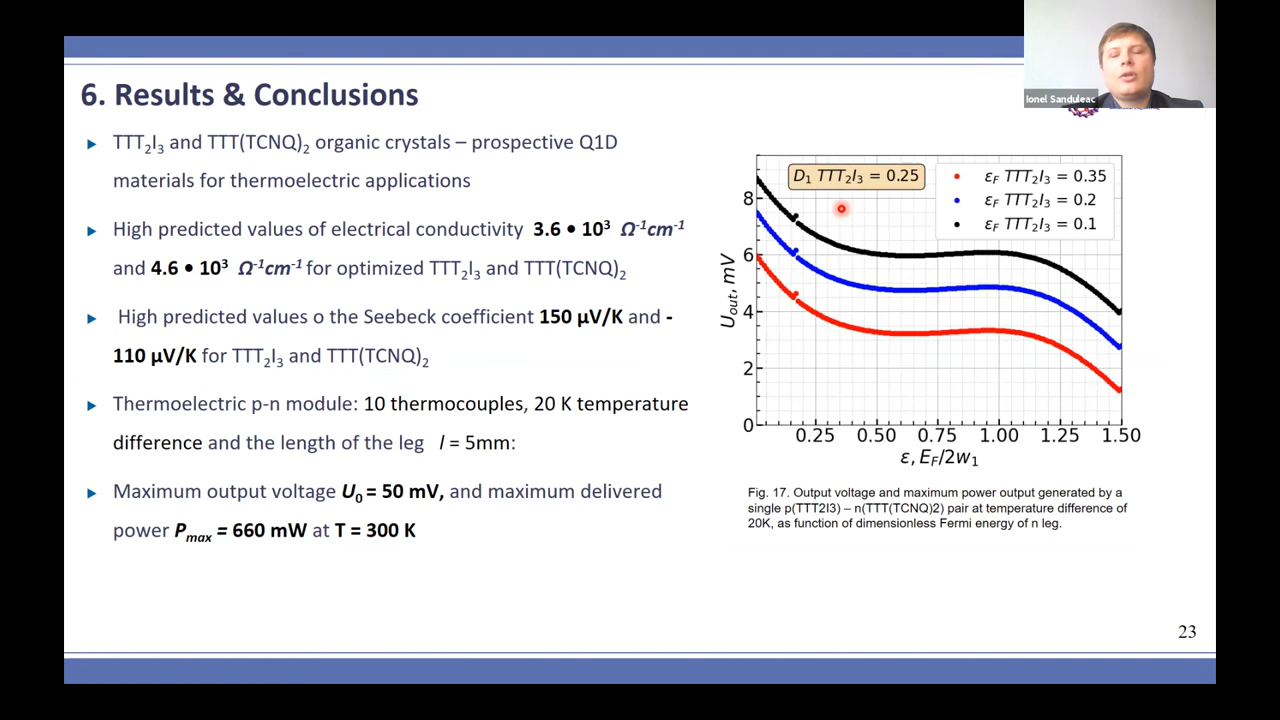 Ionel Sanduleac
6. Results & Conclusions
TTT₂I₃ and TTT(TCNQ)₂ organic crystals – prospective Q1D
materials for thermoelectric applications
High predicted values of electrical conductivity 3.6 • 10³ Ω⁻¹cm⁻¹
and 4.6 • 10³ Ω⁻¹cm⁻¹ for optimized TTT₂I₃ and TTT(TCNQ)₂
High predicted values o the Seebeck coefficient 150 μV/K and -
110 μV/K for TTT₂I₃ and TTT(TCNQ)₂
Thermoelectric p-n module: 10 thermocouples, 20 K temperature
difference and the length of the leg l = 5mm:
Maximum output voltage U₀ = 50 mV, and maximum delivered
power Pmax = 660 mW at T = 300 K
D₁ TTT₂I₃ = 0.25
εF TTT₂I₃ = 0.35
εF TTT₂I₃ = 0.2
εF TTT₂I₃ = 0.1
Uout, mV
8
6
4
2
0
0.25 0.50 0.75 1.00 1.25 1.50
ε, EF/2w₁
Fig. 17. Output voltage and maximum power output generated by a
single p(TTT2I3) – n(TTT(TCNQ)2) pair at temperature difference of
20K, as function of dimensionless Fermi energy of n leg.
23